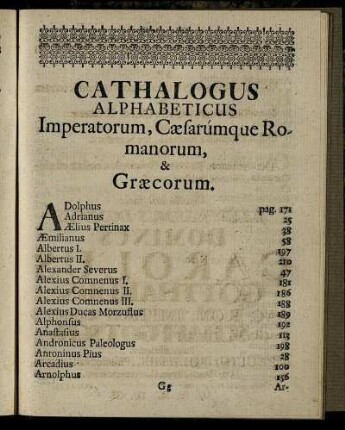 CATHALOGUS
ALPHABETICUS
Imperatorum, Cæsarúmque Ro-
manorum,
&
Græcorum.
ADolphus pag. 171
Adrianus 25
Ælius Pertinax 38
Æmilianus 58
Albertus I. 197
Albertus II. 210
Alexander Severus 47
Alexius Comnenus I. 181
Alexius Comnenus II. 186
Alexius Comnenus III. 188
Alexius Ducas Morzuflus 189
Alphonsus 192
Anastasius 113
Andronicus Paleologus 198
Antoninus Pius 28
Arcadius 100
Arnolphus 156
Gg Ar-